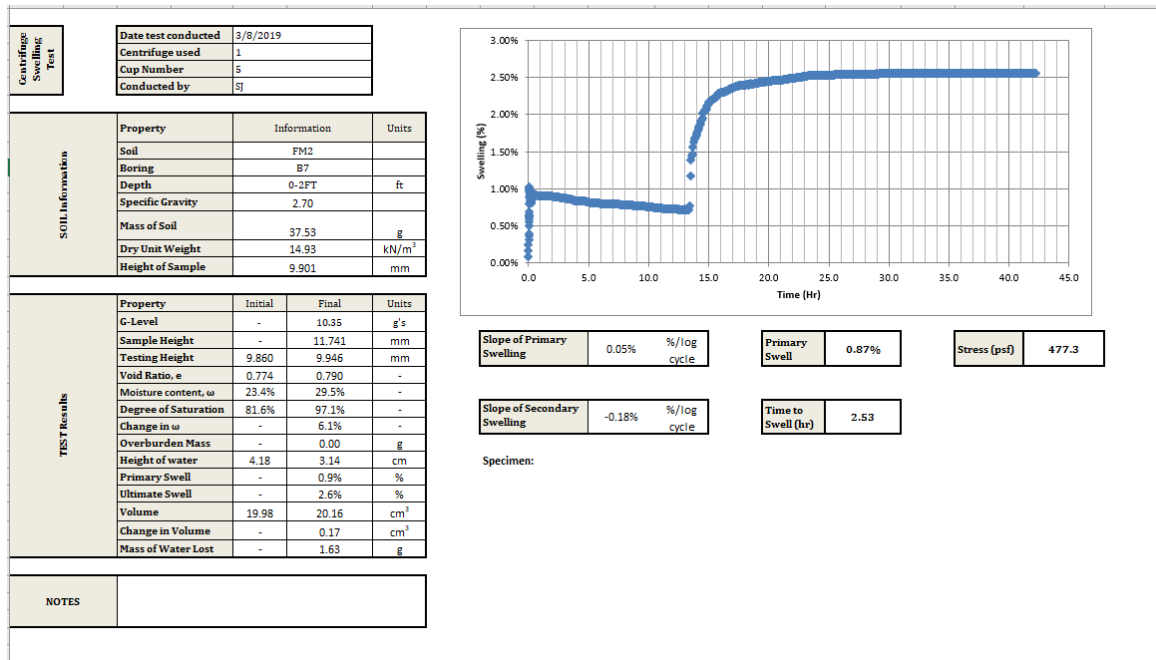 Centrifuge
Swelling
Test
Date test conducted 3/8/2019
Centrifuge used 1
Cup Number 5
Conducted by SJ
SOIL Information
Property Information Units
Soil FM2
Boring B7
Depth 0-2FT ft
Specific Gravity 2.70
Mass of Soil 37.53 g
Dry Unit Weight 14.93 kN/m³
Height of Sample 9.901 mm
TEST Results
Property Initial Final Units
G-Level - 10.35 g's
Sample Height - 11.741 mm
Testing Height 9.860 9.946 mm
Void Ratio, e 0.774 0.790 -
Moisture content, ω 23.4% 29.5% -
Degree of Saturation 81.6% 97.1% -
Change in ω - 6.1% -
Overburden Mass - 0.00 g
Height of water 4.18 3.14 cm
Primary Swell - 0.9% %
Ultimate Swell - 2.6% %
Volume 19.98 20.16 cm³
Change in Volume - 0.17 cm³
Mass of Water Lost - 1.63 g
NOTES
Swelling (%)
3.00%
2.50%
2.00%
1.50%
1.00%
0.50%
0.00%
0.0 5.0 10.0 15.0 20.0 25.0 30.0 35.0 40.0 45.0
Time (Hr)
Slope of Primary
Swelling
0.05%
%/log
cycle
Primary
Swell
0.87%
Stress (psf) 477.3
Slope of Secondary
Swelling
-0.18%
%/log
cycle
Time to
Swell (hr)
2.53
Specimen: